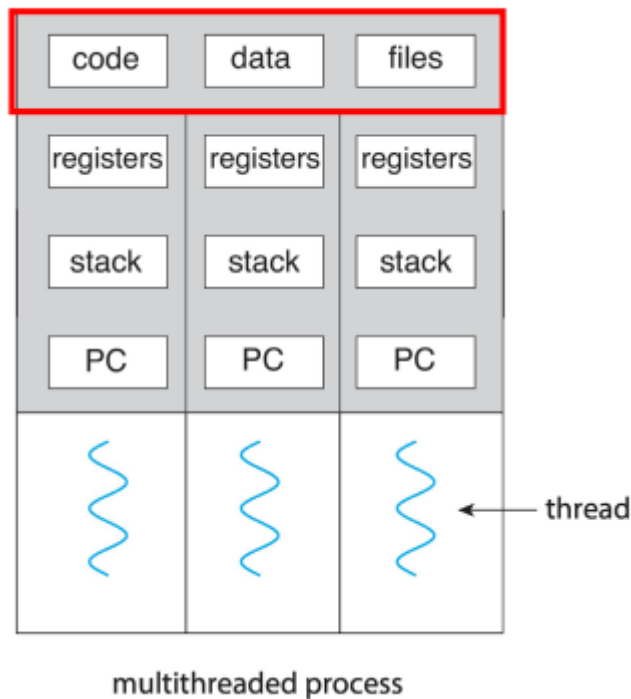 code data files
registers registers registers
stack stack stack
PC PC PC
thread
multithreaded process